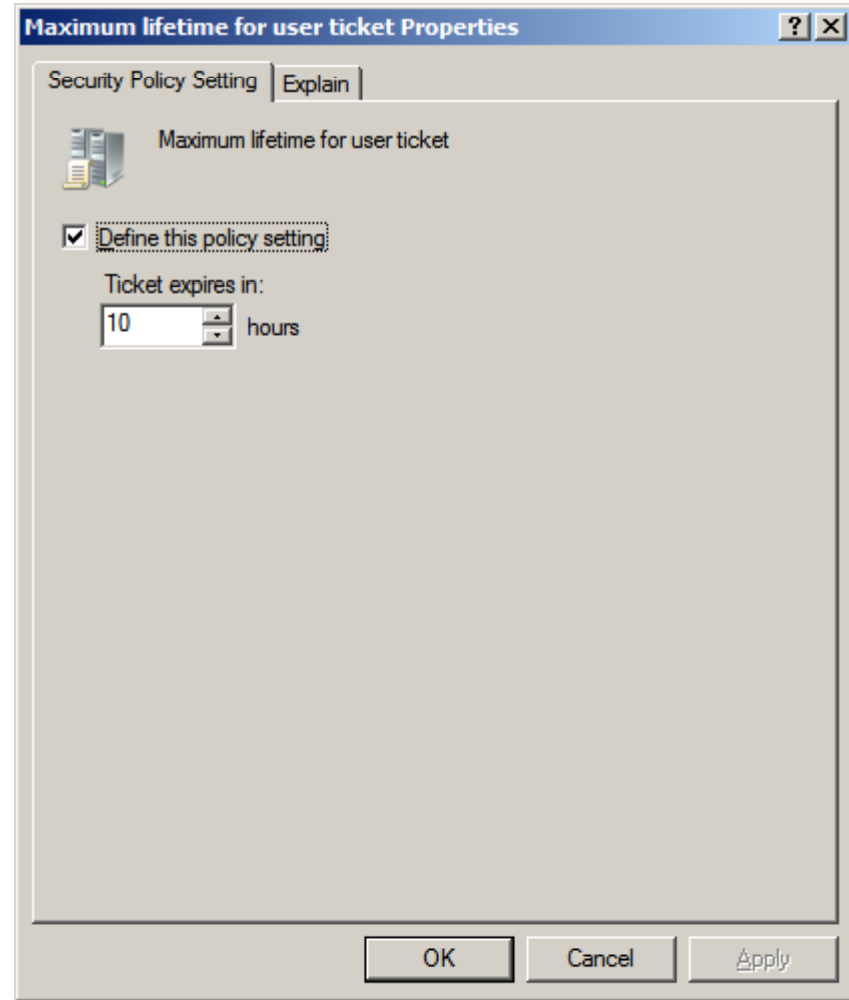 Maximum lifetime for user ticket Properties
Security Policy Setting
Explain
Maximum lifetime for user ticket
Define this policy setting
Ticket expires in:
10 hours
OK Cancel Apply